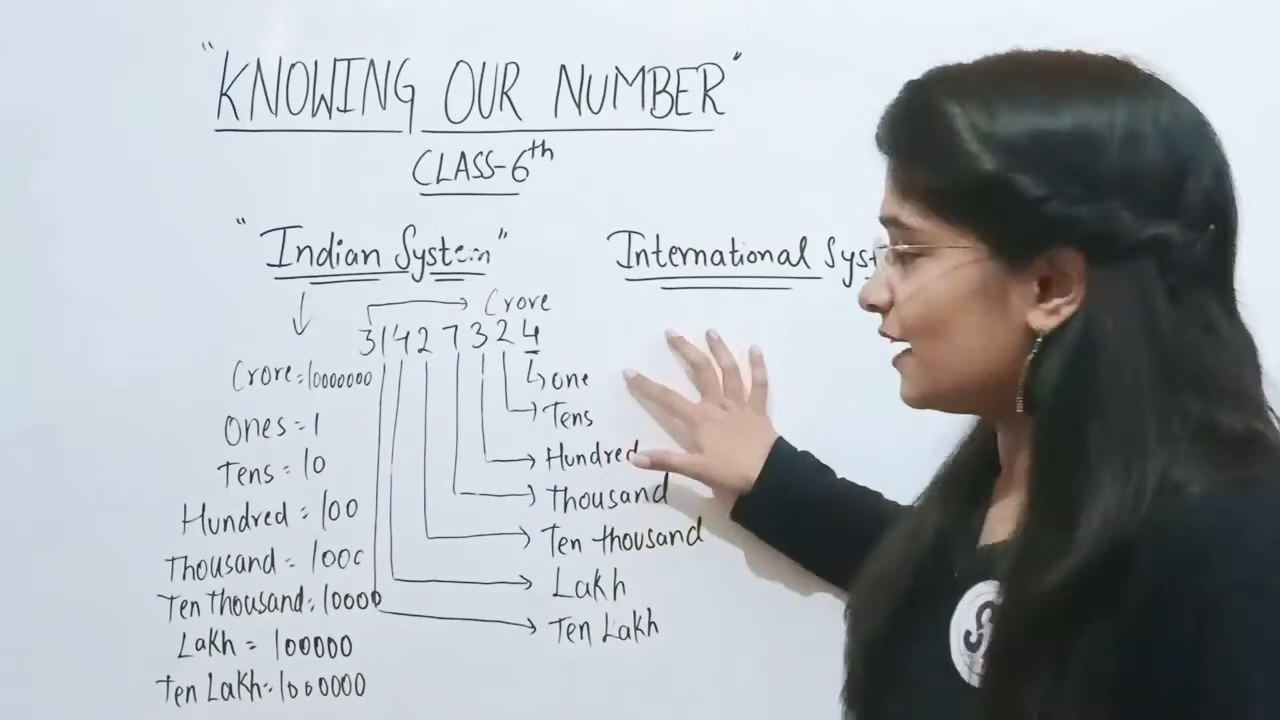 "KNOWING OUR NUMBER"
CLASS-6th
"Indian System"
International Syst
Crore
31427324
Crore=10000000
Ones=1
Tens=10
Hundred=100
Thousand=1000
Ten Thousand=10000
Lakh=100000
Ten Lakh=1000000
one
Tens
Hundred
Thousand
Ten thousand
Lakh
Ten Lakh